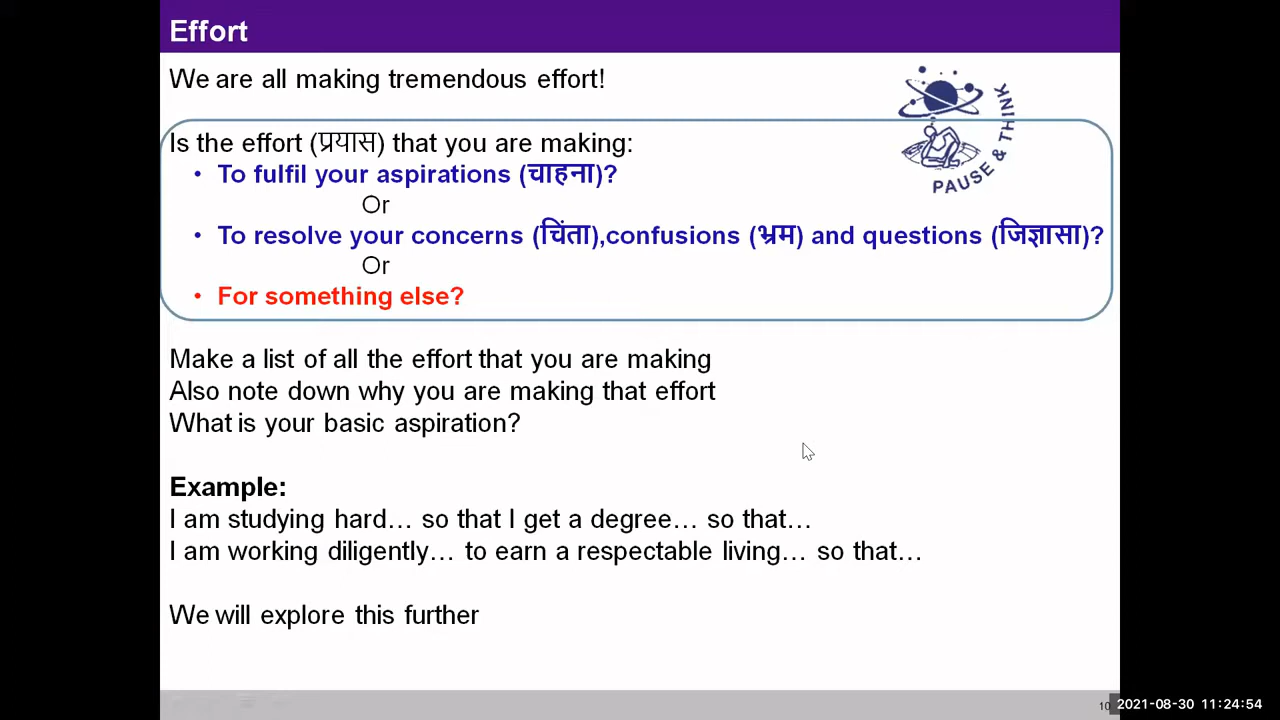 Effort
We are all making tremendous effort!
PAUSE & THINK
Is the effort (प्रयास) that you are making:
• To fulfil your aspirations (चाहना)?
Or
• To resolve your concerns (चिंता),confusions (भ्रम) and questions (जिज्ञासा)?
Or
• For something else?
Make a list of all the effort that you are making
Also note down why you are making that effort
What is your basic aspiration?
Example:
I am studying hard… so that I get a degree… so that…
I am working diligently… to earn a respectable living… so that…
We will explore this further
10
2021-08-30 11:24:54